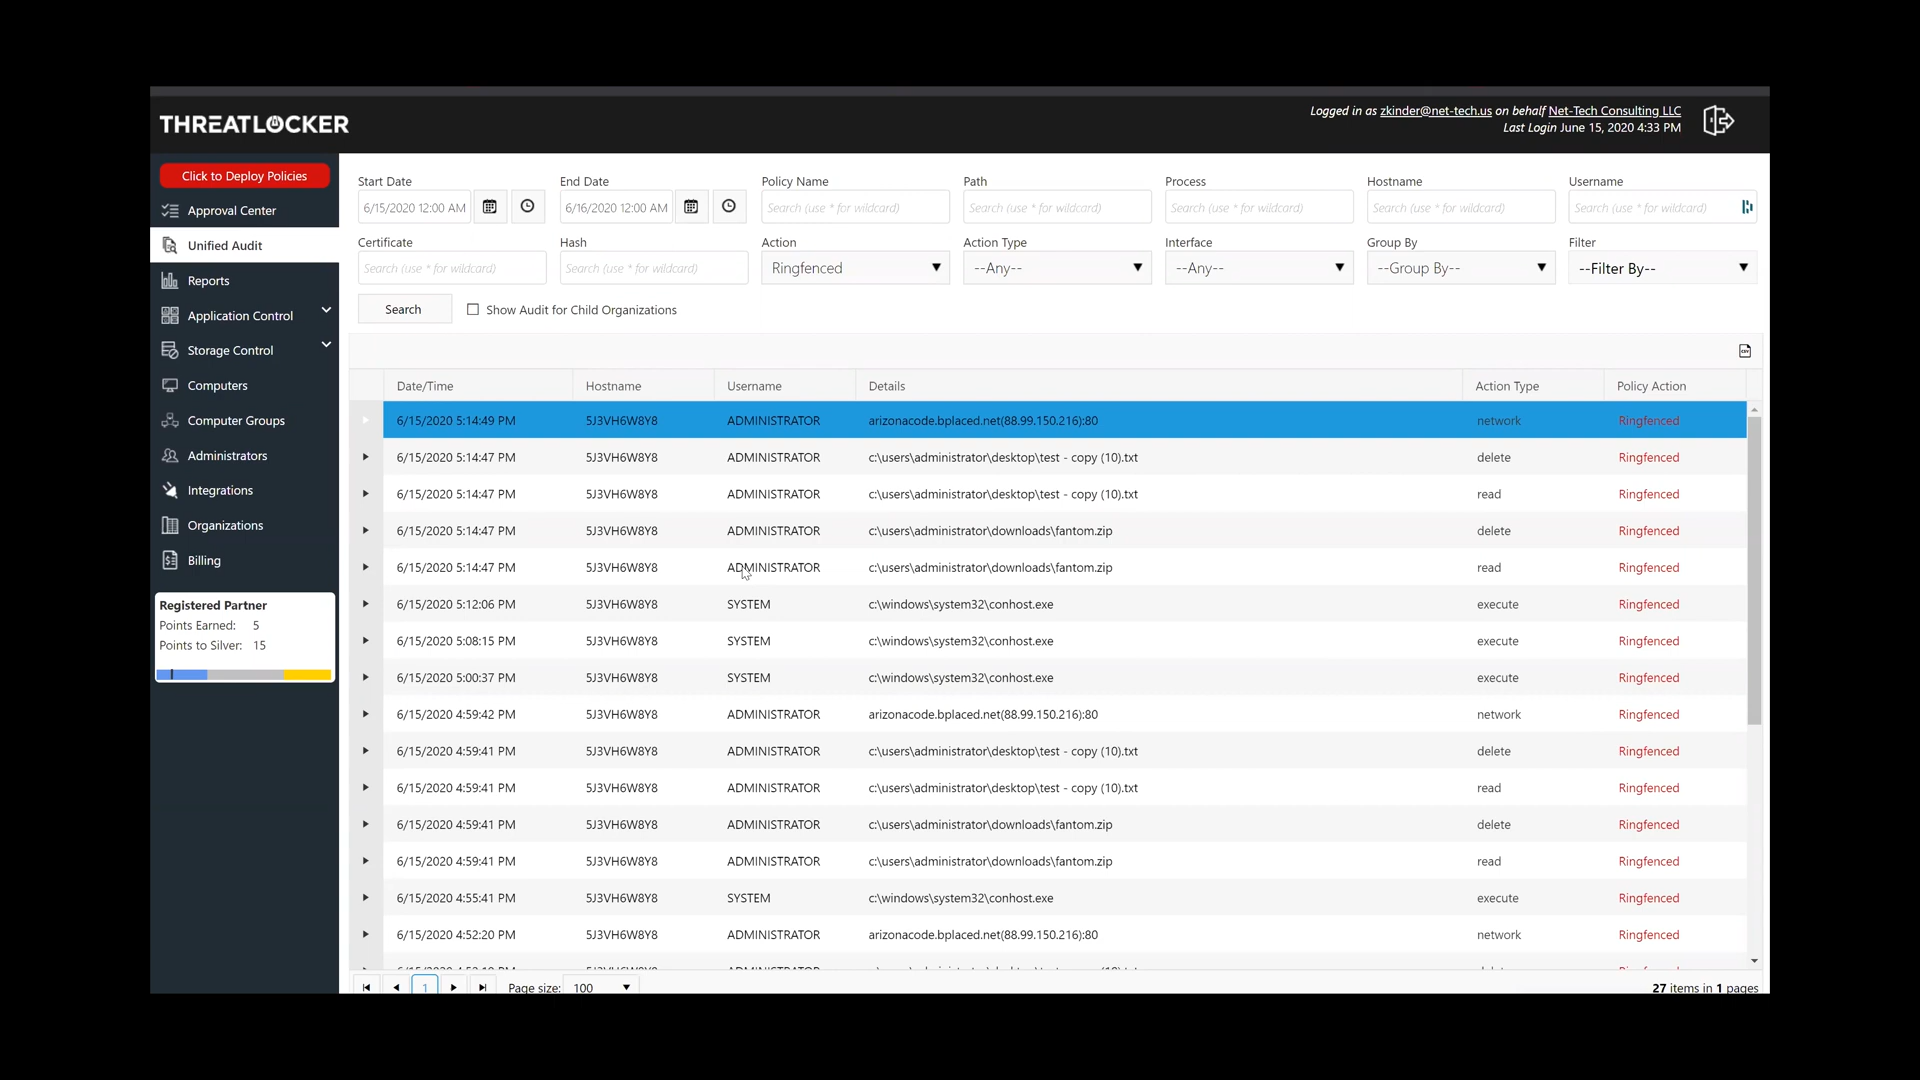 THREATLOCKER
Logged in as zkinder@net-tech.us on behalf Net-Tech Consulting LLC
Last Login June 15, 2020 4:33 PM
Click to Deploy Policies
Approval Center
Unified Audit
Reports
Application Control
Storage Control
Computers
Computer Groups
Administrators
Integrations
Organizations
Billing
Registered Partner
Points Earned: 5
Points to Silver: 15
Start Date End Date Policy Name Path Process Hostname Username
6/15/2020 12:00 AM 6/16/2020 12:00 AM Search (use * for wildcard) Search (use * for wildcard) Search (use * for wildcard) Search (use * for wildcard) Search (use * for wildcard)
Certificate Hash Action Action Type Interface Group By Filter
Search (use * for wildcard) Search (use * for wildcard) Ringfenced --Any-- --Any-- --Group By-- --Filter By--
Search Show Audit for Child Organizations
CSV
Date/Time Hostname Username Details Action Type Policy Action
6/15/2020 5:14:49 PM 5J3VH6W8Y8 ADMINISTRATOR arizonacode.bplaced.net(88.99.150.216):80 network Ringfenced
6/15/2020 5:14:47 PM 5J3VH6W8Y8 ADMINISTRATOR c:\users\administrator\desktop\test - copy (10).txt delete Ringfenced
6/15/2020 5:14:47 PM 5J3VH6W8Y8 ADMINISTRATOR c:\users\administrator\desktop\test - copy (10).txt read Ringfenced
6/15/2020 5:14:47 PM 5J3VH6W8Y8 ADMINISTRATOR c:\users\administrator\downloads\fantom.zip delete Ringfenced
6/15/2020 5:14:47 PM 5J3VH6W8Y8 ADMINISTRATOR c:\users\administrator\downloads\fantom.zip read Ringfenced
6/15/2020 5:12:06 PM 5J3VH6W8Y8 SYSTEM c:\windows\system32\conhost.exe execute Ringfenced
6/15/2020 5:08:15 PM 5J3VH6W8Y8 SYSTEM c:\windows\system32\conhost.exe execute Ringfenced
6/15/2020 5:00:37 PM 5J3VH6W8Y8 SYSTEM c:\windows\system32\conhost.exe execute Ringfenced
6/15/2020 4:59:42 PM 5J3VH6W8Y8 ADMINISTRATOR arizonacode.bplaced.net(88.99.150.216):80 network Ringfenced
6/15/2020 4:59:41 PM 5J3VH6W8Y8 ADMINISTRATOR c:\users\administrator\desktop\test - copy (10).txt delete Ringfenced
6/15/2020 4:59:41 PM 5J3VH6W8Y8 ADMINISTRATOR c:\users\administrator\desktop\test - copy (10).txt read Ringfenced
6/15/2020 4:59:41 PM 5J3VH6W8Y8 ADMINISTRATOR c:\users\administrator\downloads\fantom.zip delete Ringfenced
6/15/2020 4:59:41 PM 5J3VH6W8Y8 ADMINISTRATOR c:\users\administrator\downloads\fantom.zip read Ringfenced
6/15/2020 4:55:41 PM 5J3VH6W8Y8 SYSTEM c:\windows\system32\conhost.exe execute Ringfenced
6/15/2020 4:52:20 PM 5J3VH6W8Y8 ADMINISTRATOR arizonacode.bplaced.net(88.99.150.216):80 network Ringfenced
1 Page size: 100 27 items in 1 pages